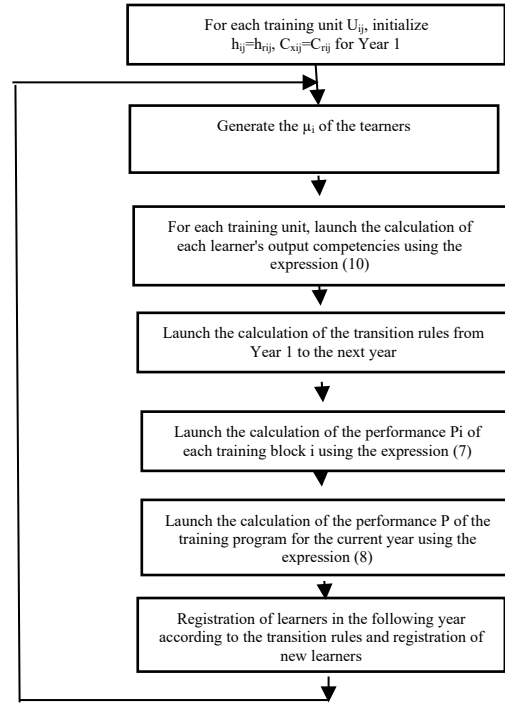 For each training unit Uij, initialize
hij=hrij, Cxij=Crij for Year 1
Generate the µi of the tearners
For each training unit, launch the calculation of
each learner's output competencies using the
expression (10)
Launch the calculation of the transition rules from
Year 1 to the next year
Launch the calculation of the performance Pi of
each training block i using the expression (7)
Launch the calculation of the performance P of the
training program for the current year using the
expression (8)
Registration of learners in the following year
according to the transition rules and registration of
new learners